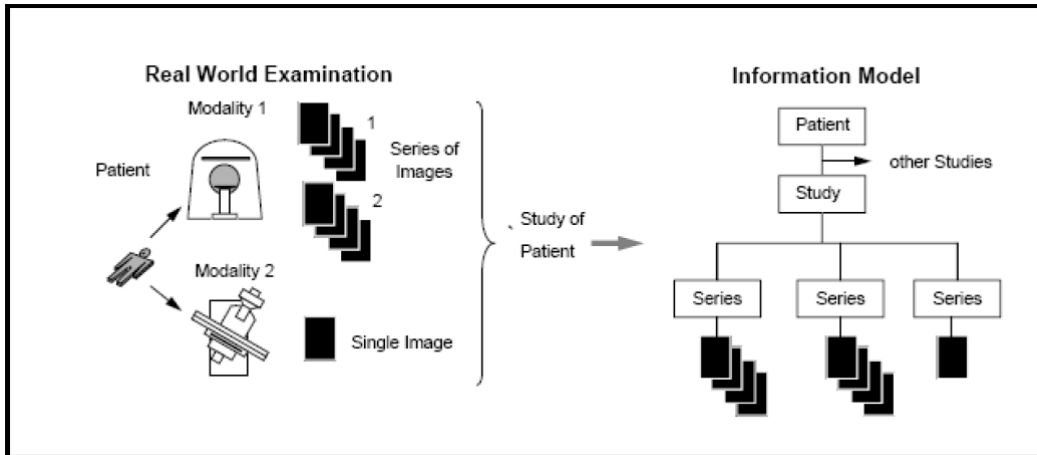 Real World Examination
Modality 1
Patient
1
Series of
Images
2
Modality 2
Single Image
Study of
Patient
Information Model
Patient
other Studies
Study
Series
Series
Series